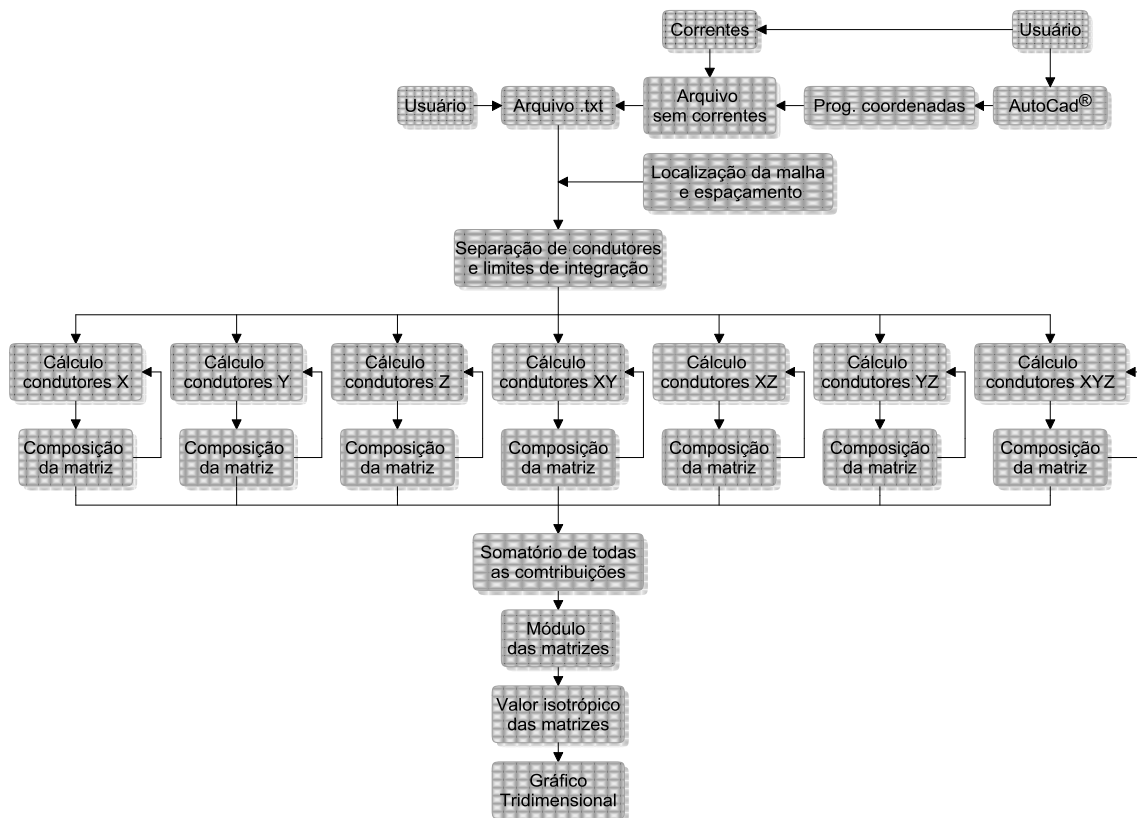 Correntes
Usuário
Usuário
Arquivo .txt
Arquivo
sem correntes
Prog. coordenadas
AutoCad®
Localização da malha
e espaçamento
Separação de condutores
e limites de integração
Cálculo
condutores X
Cálculo
condutores Y
Cálculo
condutores Z
Cálculo
condutores XY
Cálculo
condutores XZ
Cálculo
condutores YZ
Cálculo
condutores XYZ
Composição
da matriz
Composição
da matriz
Composição
da matriz
Composição
da matriz
Composição
da matriz
Composição
da matriz
Composição
da matriz
Somatório de todas
as comtribuições
Módulo
das matrizes
Valor isotrópico
das matrizes
Gráfico
Tridimensional